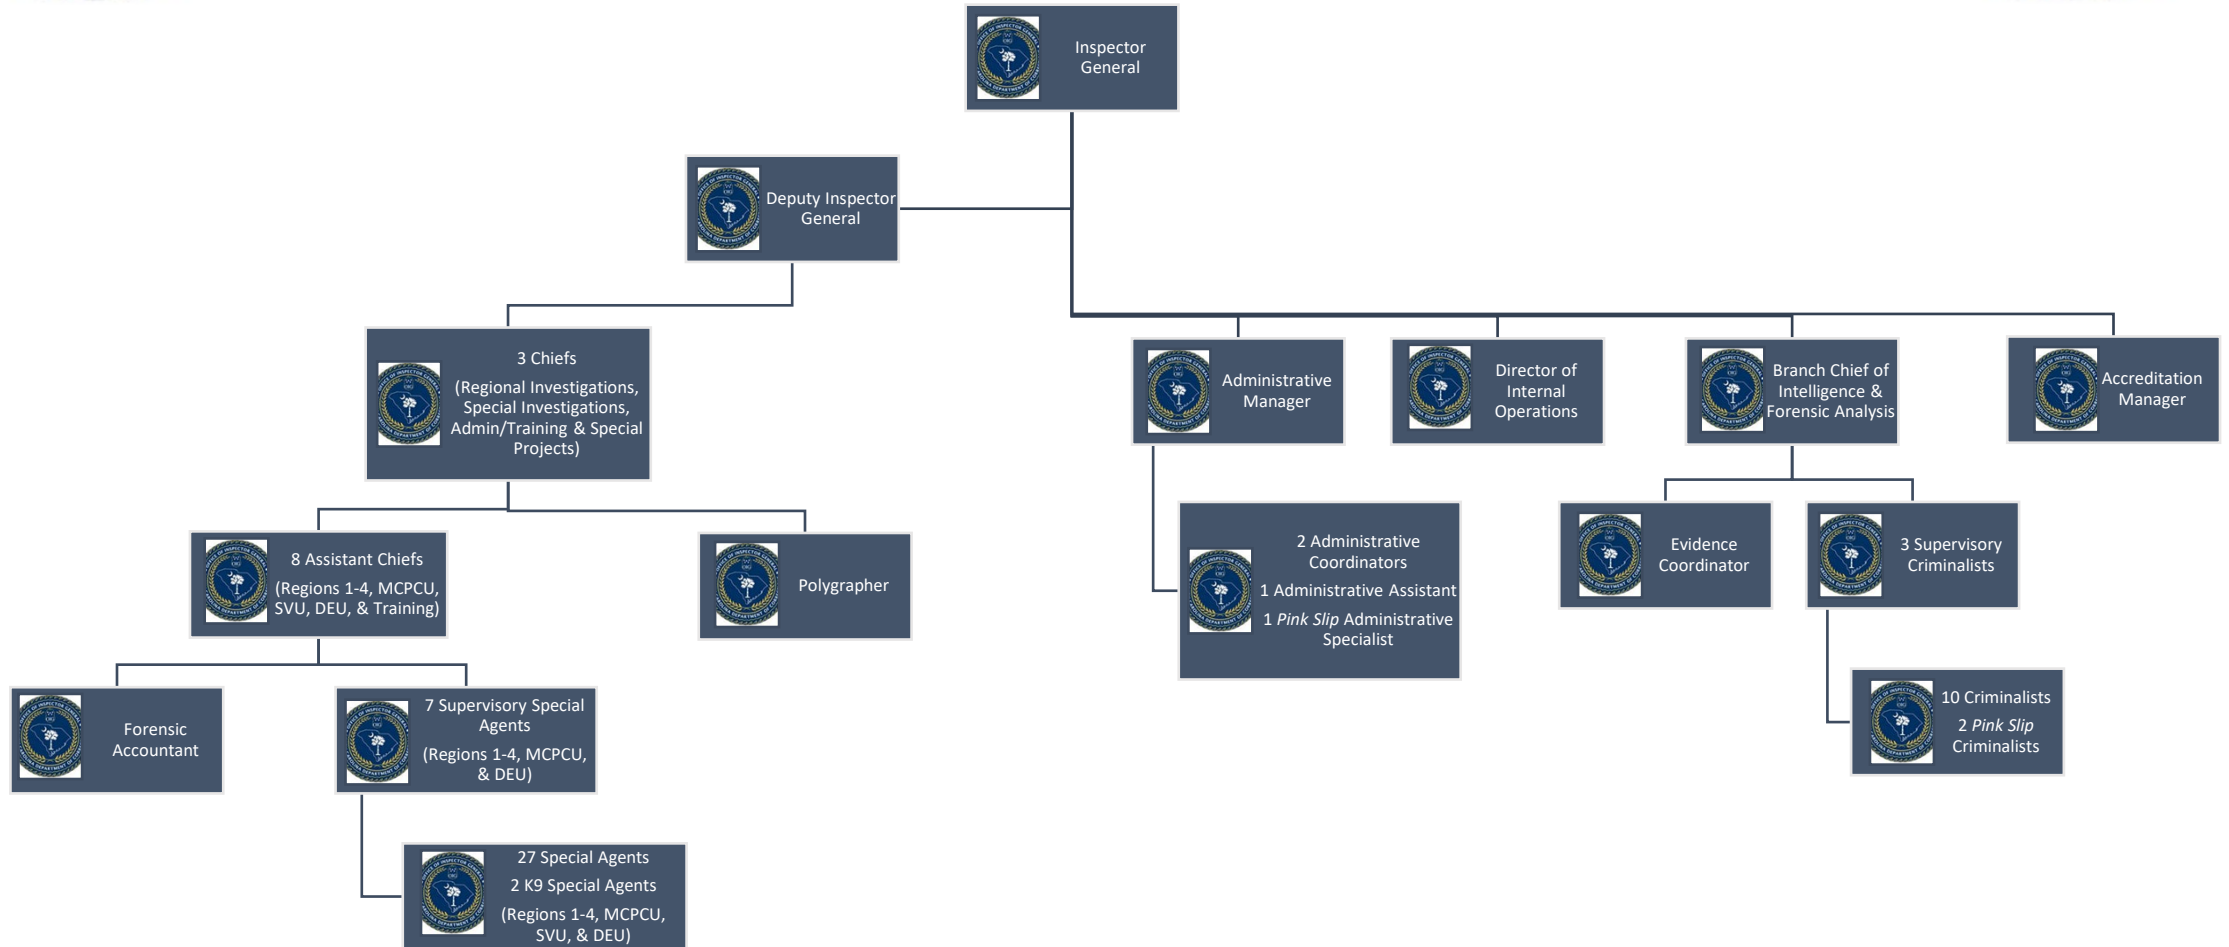 Inspector
General
Deputy Inspector
General
3 Chiefs
(Regional Investigations,
Special Investigations,
Admin/Training & Special
Projects)
Administrative
Manager
Director of
Internal
Operations
Branch Chief of
Intelligence &
Forensic Analysis
Accreditation
Manager
8 Assistant Chiefs
(Regions 1-4, MCPCU,
SVU, DEU, & Training)
Polygrapher
2 Administrative
Coordinators
1 Administrative Assistant
1 Pink Slip Administrative
Specialist
Evidence
Coordinator
3 Supervisory
Criminalists
Forensic
Accountant
7 Supervisory Special
Agents
(Regions 1-4, MCPCU,
& DEU)
10 Criminalists
2 Pink Slip
Criminalists
27 Special Agents
2 K9 Special Agents
(Regions 1-4, MCPCU,
SVU, & DEU)